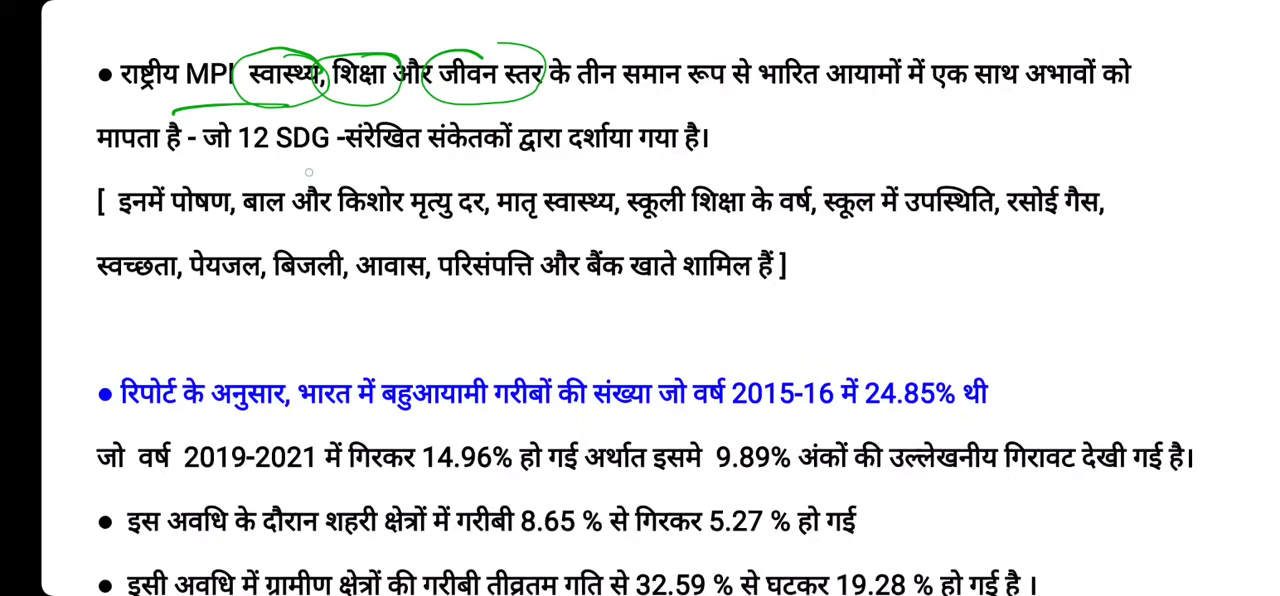 ● राष्ट्रीय MPI स्वास्थ्य, शिक्षा और जीवन स्तर के तीन समान रूप से भारित आयामों में एक साथ अभावों को
मापता है - जो 12 SDG -संरेखित संकेतकों द्वारा दर्शाया गया है।
[ इनमें पोषण, बाल और किशोर मृत्यु दर, मातृ स्वास्थ्य, स्कूली शिक्षा के वर्ष, स्कूल में उपस्थिति, रसोई गैस,
स्वच्छता, पेयजल, बिजली, आवास, परिसंपत्ति और बैंक खाते शामिल हैं ]
● रिपोर्ट के अनुसार, भारत में बहुआयामी गरीबों की संख्या जो वर्ष 2015-16 में 24.85% थी
जो वर्ष 2019-2021 में गिरकर 14.96% हो गई अर्थात इसमे 9.89% अंकों की उल्लेखनीय गिरावट देखी गई है।
● इस अवधि के दौरान शहरी क्षेत्रों में गरीबी 8.65 % से गिरकर 5.27 % हो गई
● इसी अवधि में ग्रामीण क्षेत्रों की गरीबी तीव्रतम गति से 32.59 % से घटकर 19.28 % हो गई है ।